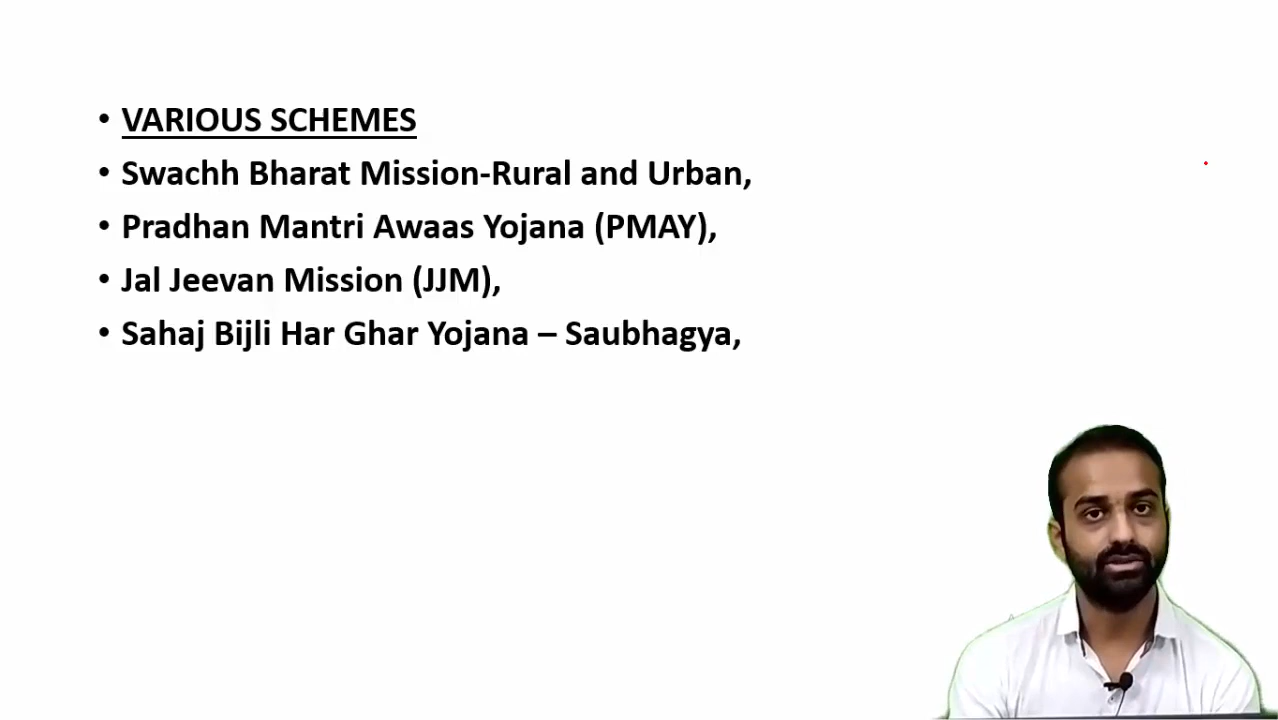 • VARIOUS SCHEMES
• Swachh Bharat Mission-Rural and Urban,
• Pradhan Mantri Awaas Yojana (PMAY),
• Jal Jeevan Mission (JJM),
• Sahaj Bijli Har Ghar Yojana – Saubhagya,